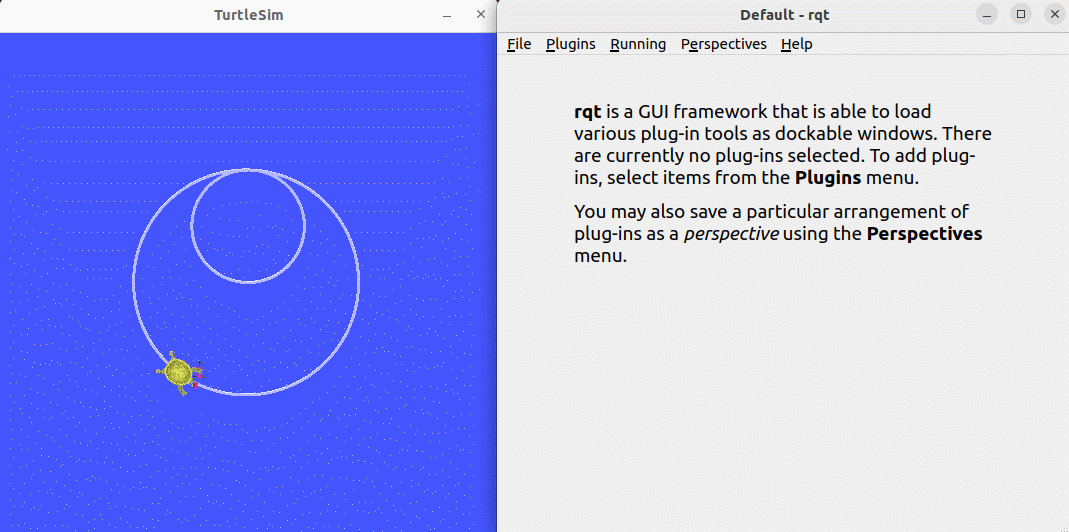 TurtleSim
Default - rqt
File Plugins Running Perspectives Help
rqt is a GUI framework that is able to load
various plug-in tools as dockable windows. There
are currently no plug-ins selected. To add plug-
ins, select items from the Plugins menu.
You may also save a particular arrangement of
plug-ins as a perspective using the Perspectives
menu.